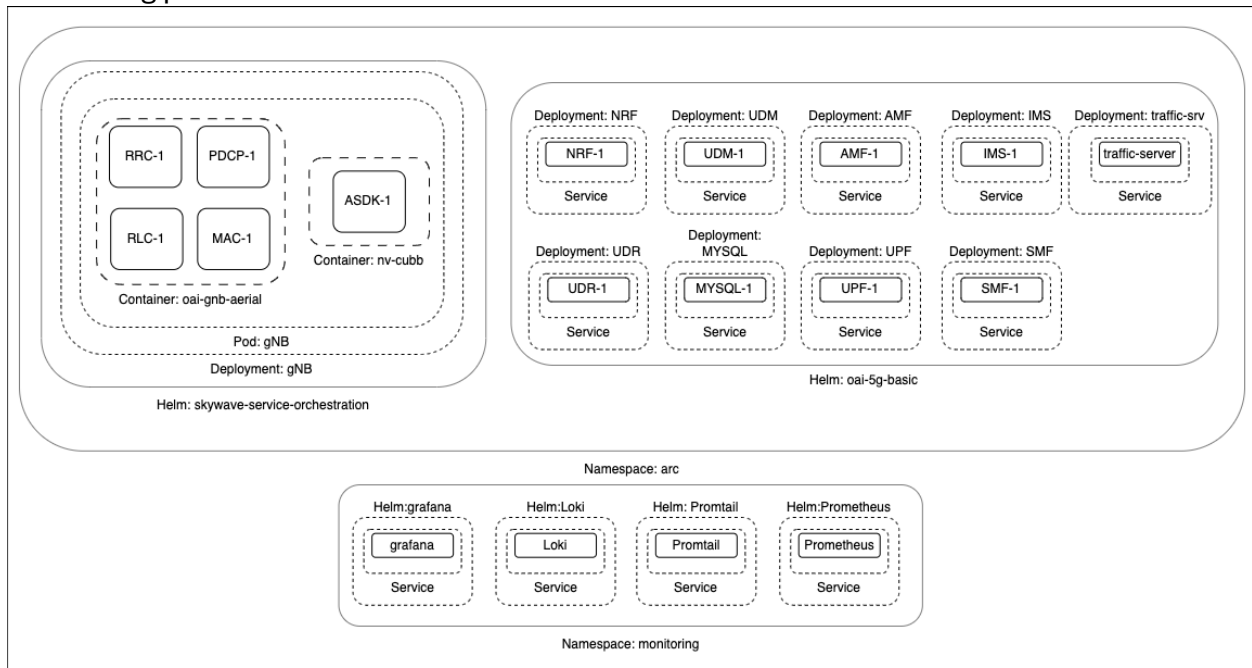 Deployment: NRF
Deployment: UDM
Deployment: AMF
Deployment: IMS
Deployment: traffic-srv
RRC-1
PDCP-1
NRF-1
UDM-1
AMF-1
IMS-1
traffic-server
ASDK-1
Service
Service
Service
Service
Service
RLC-1
MAC-1
Container: nv-cubb
Deployment: UDR
Deployment:
MYSQL
Deployment: UPF
Deployment: SMF
UDR-1
MYSQL-1
UPF-1
SMF-1
Container: oai-gnb-aerial
Service
Service
Service
Service
Pod: gNB
Deployment: gNB
Helm: oai-5g-basic
Helm: skywave-service-orchestration
Namespace: arc
Helm:grafana
Helm:Loki
Helm: Promtail
Helm:Prometheus
grafana
Loki
Promtail
Prometheus
Service
Service
Service
Service
Namespace: monitoring